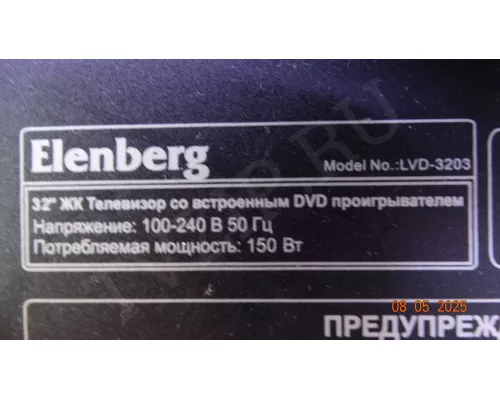 Elenberg
Model No.:LVD-3203
32" ЖК Телевизор со встроенным DVD проигрывателем
Напряжение: 100-240 В 50 Гц
Потребляемая мощность: 150 Вт
08 05 2025
ПРЕДУПРЕЖД